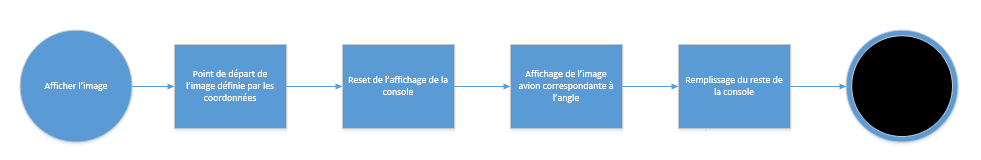 Afficher l'image
Point de départ de
l'image définie par les
coordonnées
Reset de l'affichage de la
console
Affichage de l'image
avion correspondante à
l'angle
Remplissage du reste de
la console